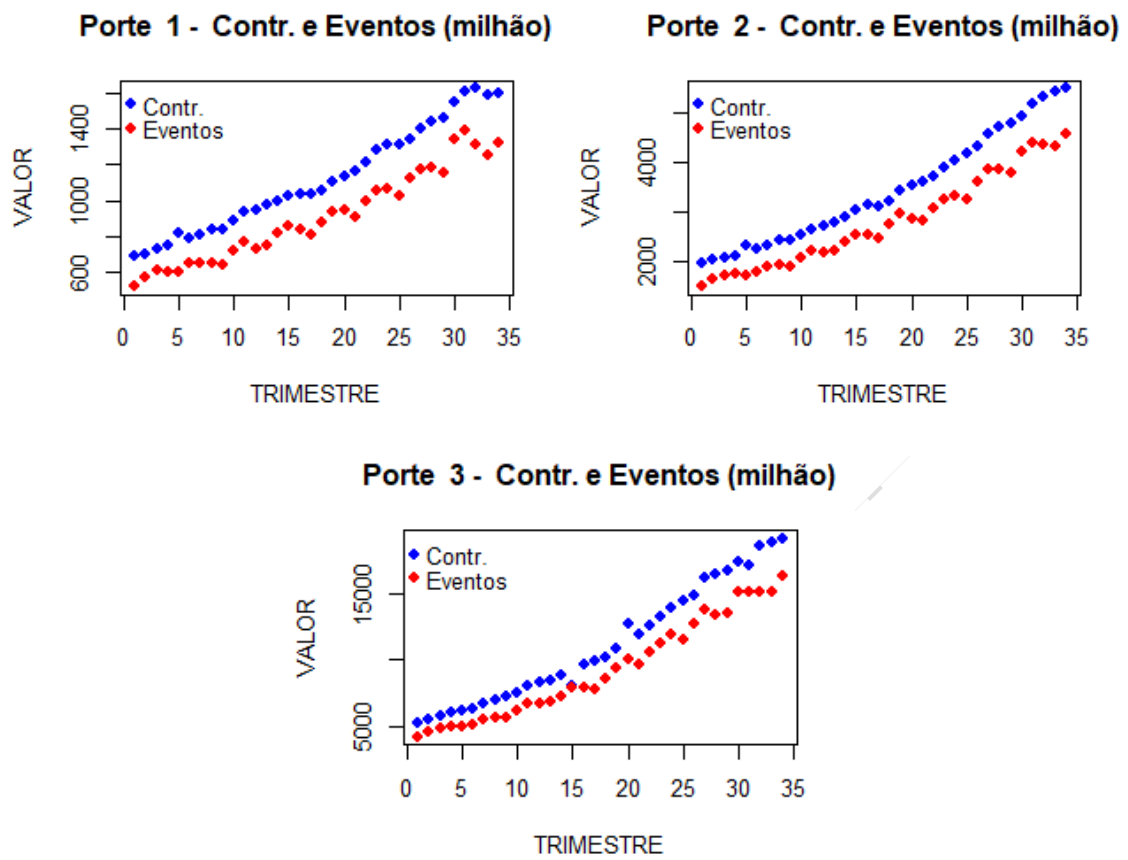 Porte 1 - Contr. e Eventos (milhão)
Contr.
Eventos
VALOR
600
1000
1400
0 5 10 15 20 25 30 35
TRIMESTRE
Porte 2 - Contr. e Eventos (milhão)
Contr.
Eventos
VALOR
2000
4000
0 5 10 15 20 25 30 35
TRIMESTRE
Porte 3 - Contr. e Eventos (milhão)
Contr.
Eventos
VALOR
5000
15000
0 5 10 15 20 25 30 35
TRIMESTRE